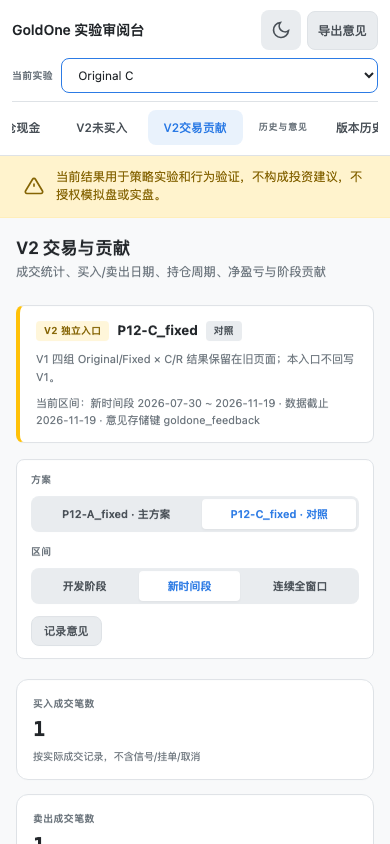 GoldOne 实验审阅台
导出意见
当前实验
Original C
仓现金
V2未买入
V2交易贡献
历史与意见
版本历史
当前结果用于策略实验和行为验证，不构成投资建议，不
授权模拟盘或实盘。
V2 交易与贡献
成交统计、买入/卖出日期、持仓周期、净盈亏与阶段贡献
V2 独立入口
P12-C_fixed
对照
V1 四组 Original/Fixed × C/R 结果保留在旧页面；本入口不回写
V1。
当前区间：新时间段 2026-07-30 ~ 2026-11-19 · 数据截止
2026-11-19 · 意见存储键 goldone_feedback
方案
P12-A_fixed · 主方案
P12-C_fixed · 对照
区间
开发阶段
新时间段
连续全窗口
记录意见
买入成交笔数
1
按实际成交记录，不含信号/挂单/取消
卖出成交笔数
1